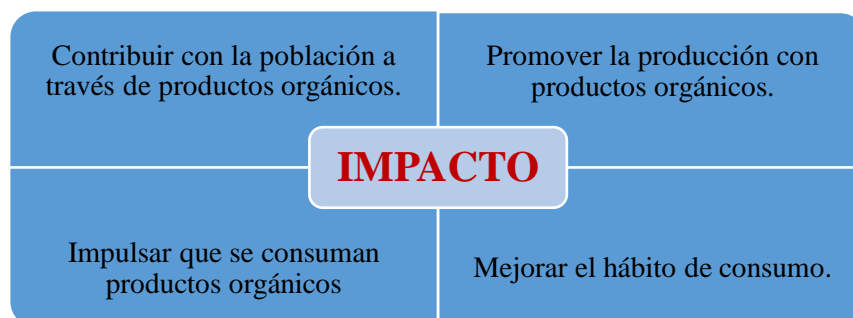 Contribuir con la población a
través de productos orgánicos.
Promover la producción con
productos orgánicos.
IMPACTO
Impulsar que se consuman
productos orgánicos
Mejorar el hábito de consumo.